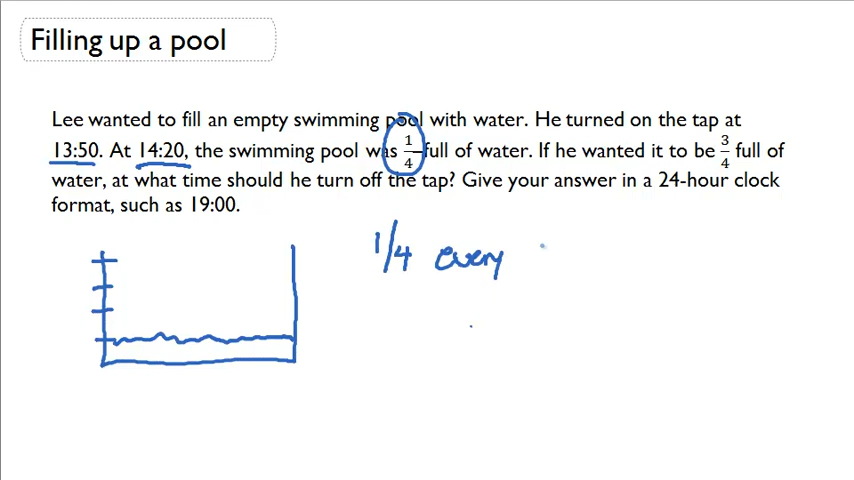 Filling up a pool
Lee wanted to fill an empty swimming pool with water. He turned on the tap at
13:50. At 14:20, the swimming pool was 1/4 full of water. If he wanted it to be 3/4 full of
water, at what time should he turn off the tap? Give your answer in a 24-hour clock
format, such as 19:00.
1/4 every